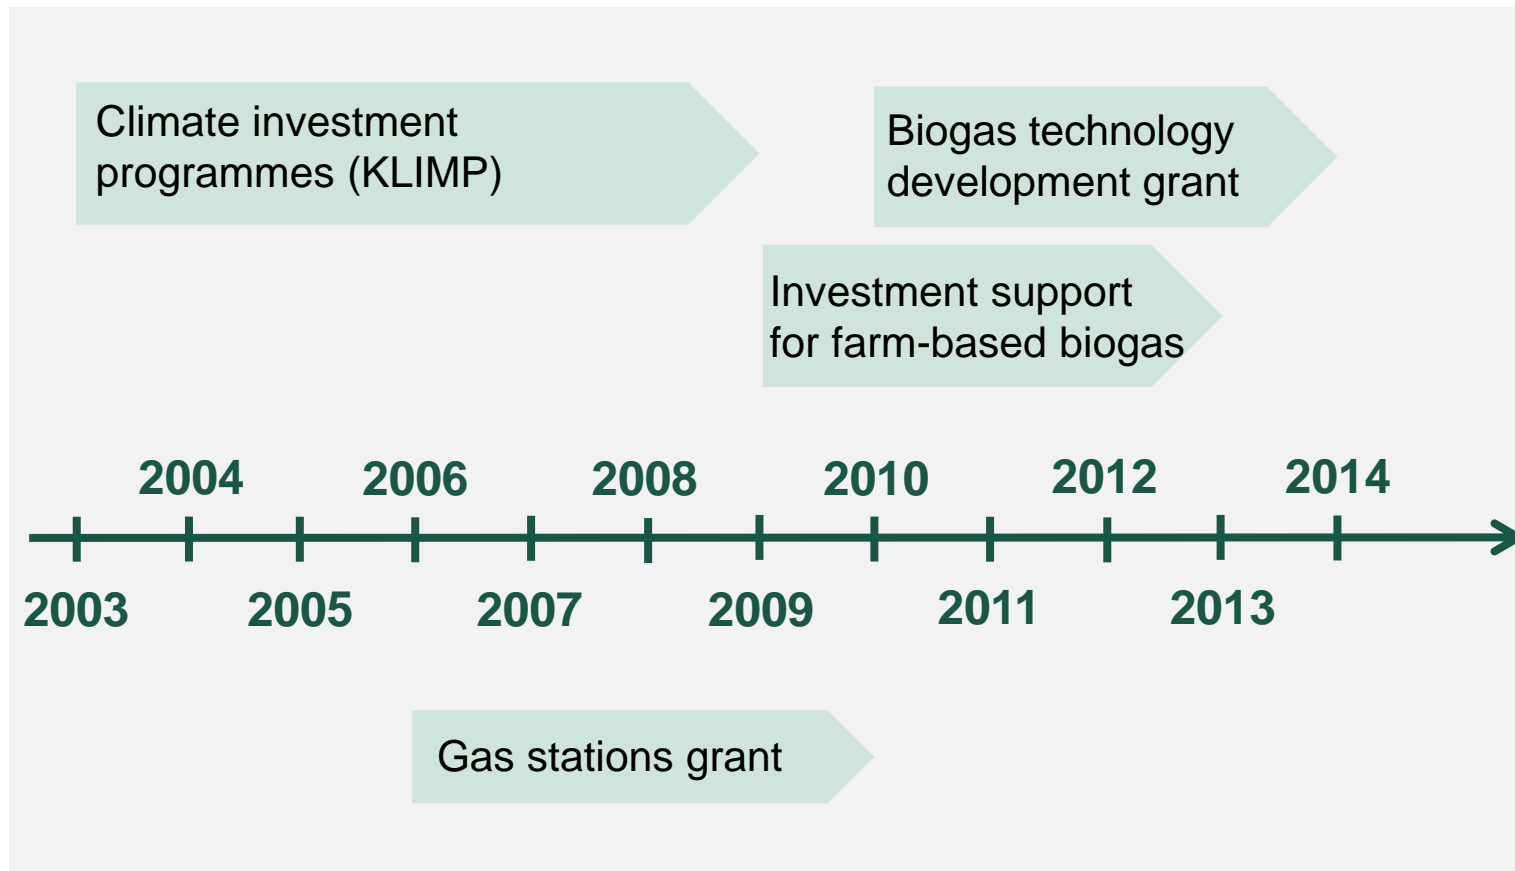 Climate investment
programmes (KLIMP)
Biogas technology
development grant
Investment support
for farm-based biogas
2004 2006 2008 2010 2012 2014
2003 2005 2007 2009 2011 2013
Gas stations grant